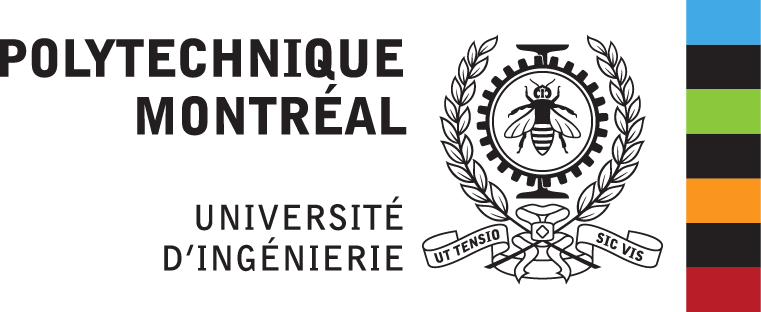 POLYTECHNIQUE
MONTRÉAL
UNIVERSITÉ
D'INGÉNIERIE
UT TENSIO
SIC VIS